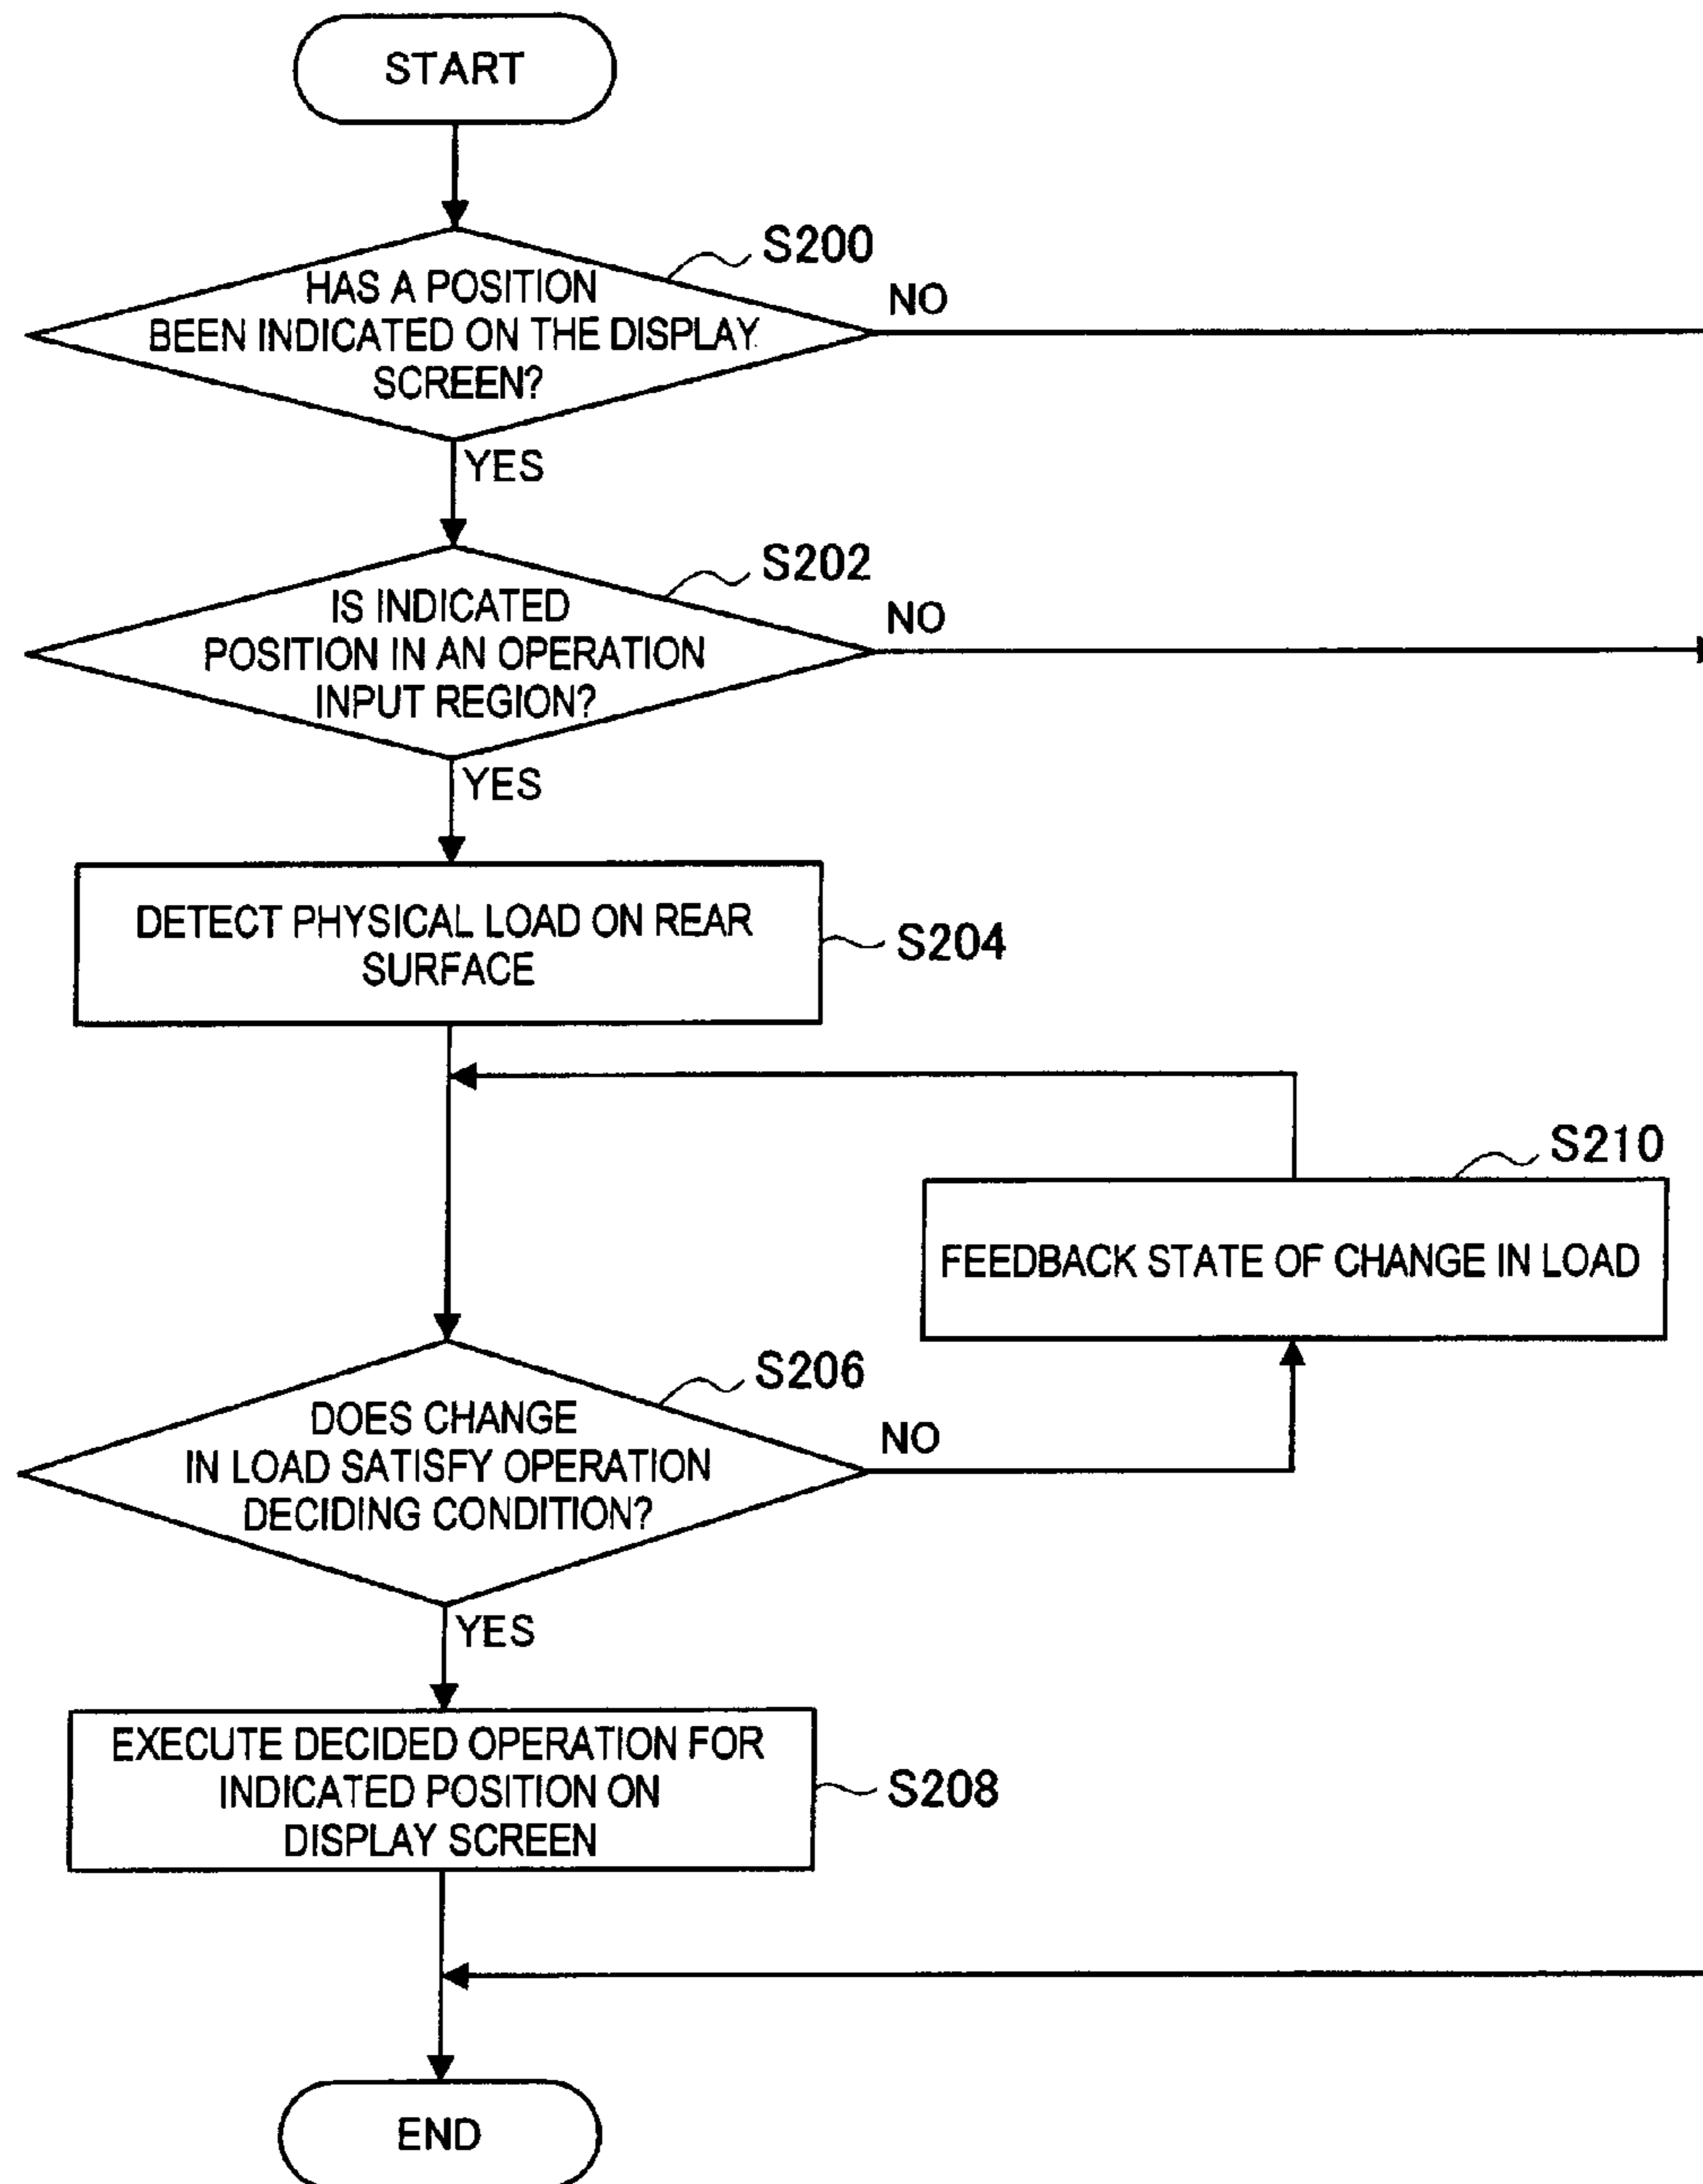 START
S200
HAS A POSITION
BEEN INDICATED ON THE DISPLAY
SCREEN?
NO
YES
S202
IS INDICATED
POSITION IN AN OPERATION
INPUT REGION?
NO
YES
DETECT PHYSICAL LOAD ON REAR
SURFACE
S204
S210
FEEDBACK STATE OF CHANGE IN LOAD
S206
DOES CHANGE
IN LOAD SATISFY OPERATION
DECIDING CONDITION?
NO
YES
EXECUTE DECIDED OPERATION FOR
INDICATED POSITION ON
DISPLAY SCREEN
S208
END